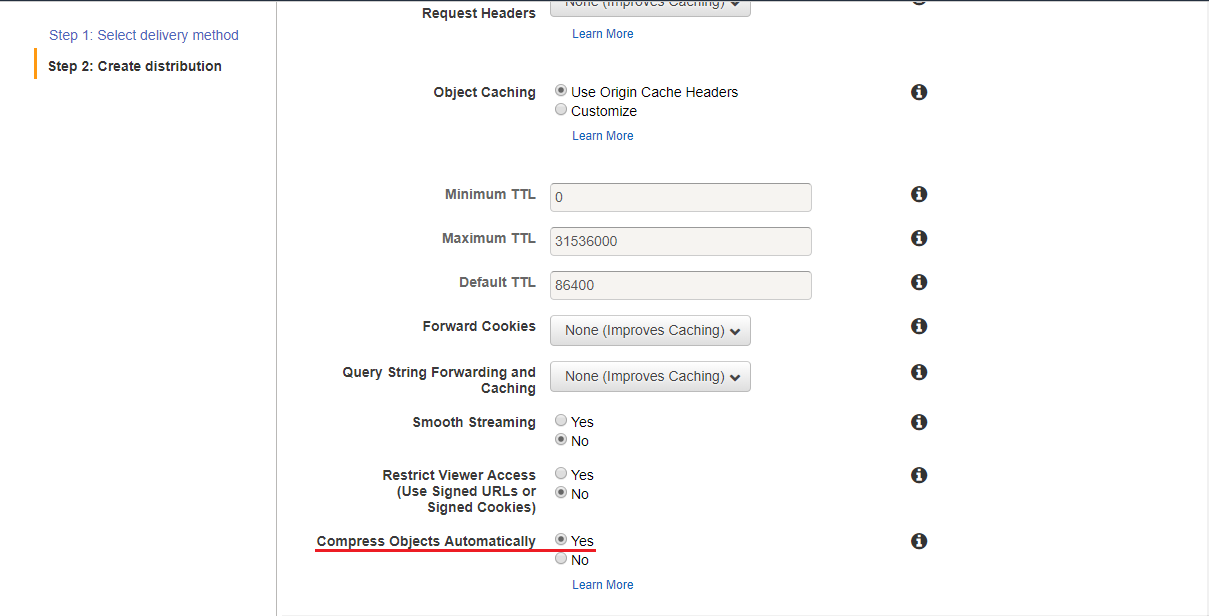 Step 1: Select delivery method
Step 2: Create distribution
Request Headers
None (Improves Caching)
Learn More
Object Caching
Use Origin Cache Headers
Customize
Learn More
Minimum TTL
0
Maximum TTL
31536000
Default TTL
86400
Forward Cookies
None (Improves Caching)
Query String Forwarding and
Caching
None (Improves Caching)
Smooth Streaming
Yes
No
Restrict Viewer Access
(Use Signed URLs or
Signed Cookies)
Yes
No
Compress Objects Automatically
Yes
No
Learn More